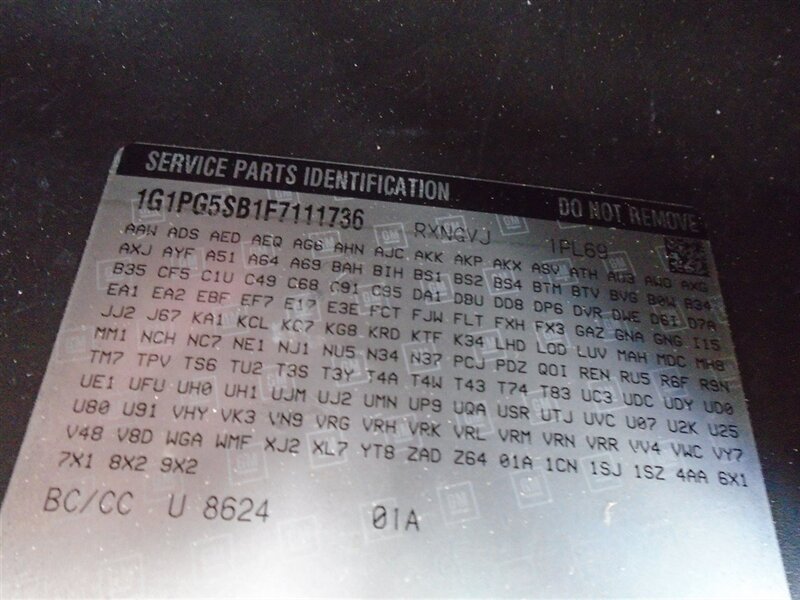 SERVICE PARTS IDENTIFICATION DO NOT REMOVE
1G1PG5SB1F7111736 RXNGVJ 1PL69
AAW ADS AED AEQ AG6 AHN AJC AKK AKP AKX ASV ATH AU3 AWG AXG
AXJ AYF A51 A64 A69 BAH BIH BS1 BS2 BS4 BTM BTV BVG B0W B34
B35 CF5 C1U C49 C68 C91 C95 DA1 D8U DD8 DP6 DVR DWE D6I D7A
EA1 EA2 EBF EF7 E17 E3E FCT FJW FLT FXH FX3 GAZ GNA GNG I15
JJ2 J67 KA1 KCL KC7 KG8 KRD KTF K34 LHD LOD LUV MAH MDC MH8
MM1 NCH NC7 NE1 NJ1 NU5 N34 N37 PCJ PDZ QOI REN RU5 R6F R9N
TM7 TPV TS6 TU2 T3S T3Y T4A T4W T43 T74 T83 UC3 UDC UDY UD0
UE1 UFU UH0 UH1 UJM UJ2 UMN UP9 UQA USR UTJ UVC U07 U2K U25
U80 U91 VHY VK3 VN9 VRG VRH VRK VRL VRM VRN VRR VV4 VWC VY7
V48 V8D WGA WMF XJ2 XL7 YT8 ZAD Z64 01A 1CN 1SJ 1SZ 4AA 6X1
7X1 8X2 9X2
BC/CC U 8624 01A